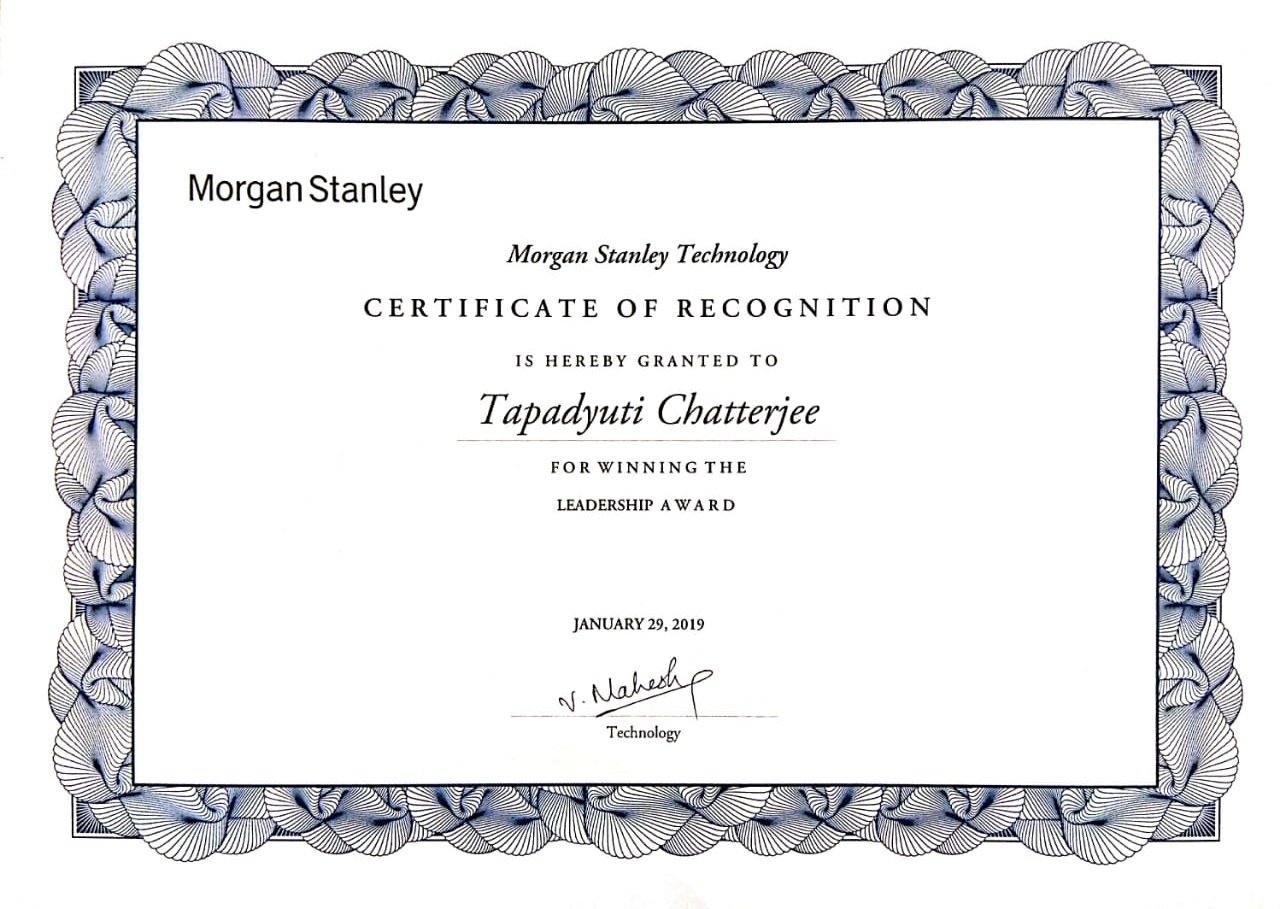 Morgan Stanley
Morgan Stanley Technology
CERTIFICATE OF RECOGNITION
IS HEREBY GRANTED TO
Tapadyuti Chatterjee
FOR WINNING THE
LEADERSHIP AWARD
JANUARY 29, 2019
V. Mahesh
Technology